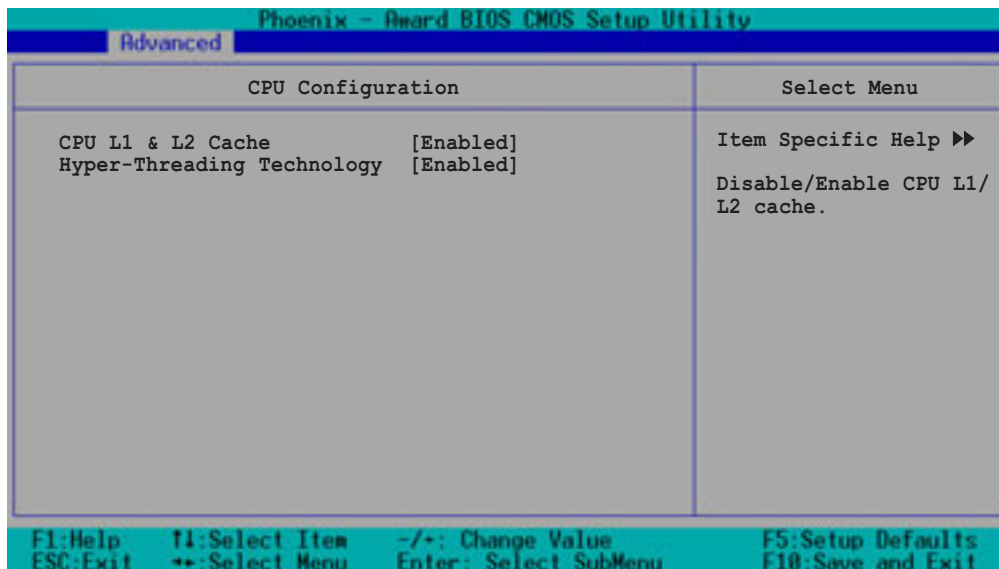 Phoenix - Award BIOS CMOS Setup Utility
Advanced
CPU Configuration
Select Menu
CPU L1 & L2 Cache [Enabled]
Hyper-Threading Technology [Enabled]
Item Specific Help ▶▶
Disable/Enable CPU L1/
L2 cache.
F1:Help ↑↓:Select Item -/+: Change Value F5:Setup Defaults
ESC:Exit →←:Select Menu Enter: Select SubMenu F10:Save and Exit